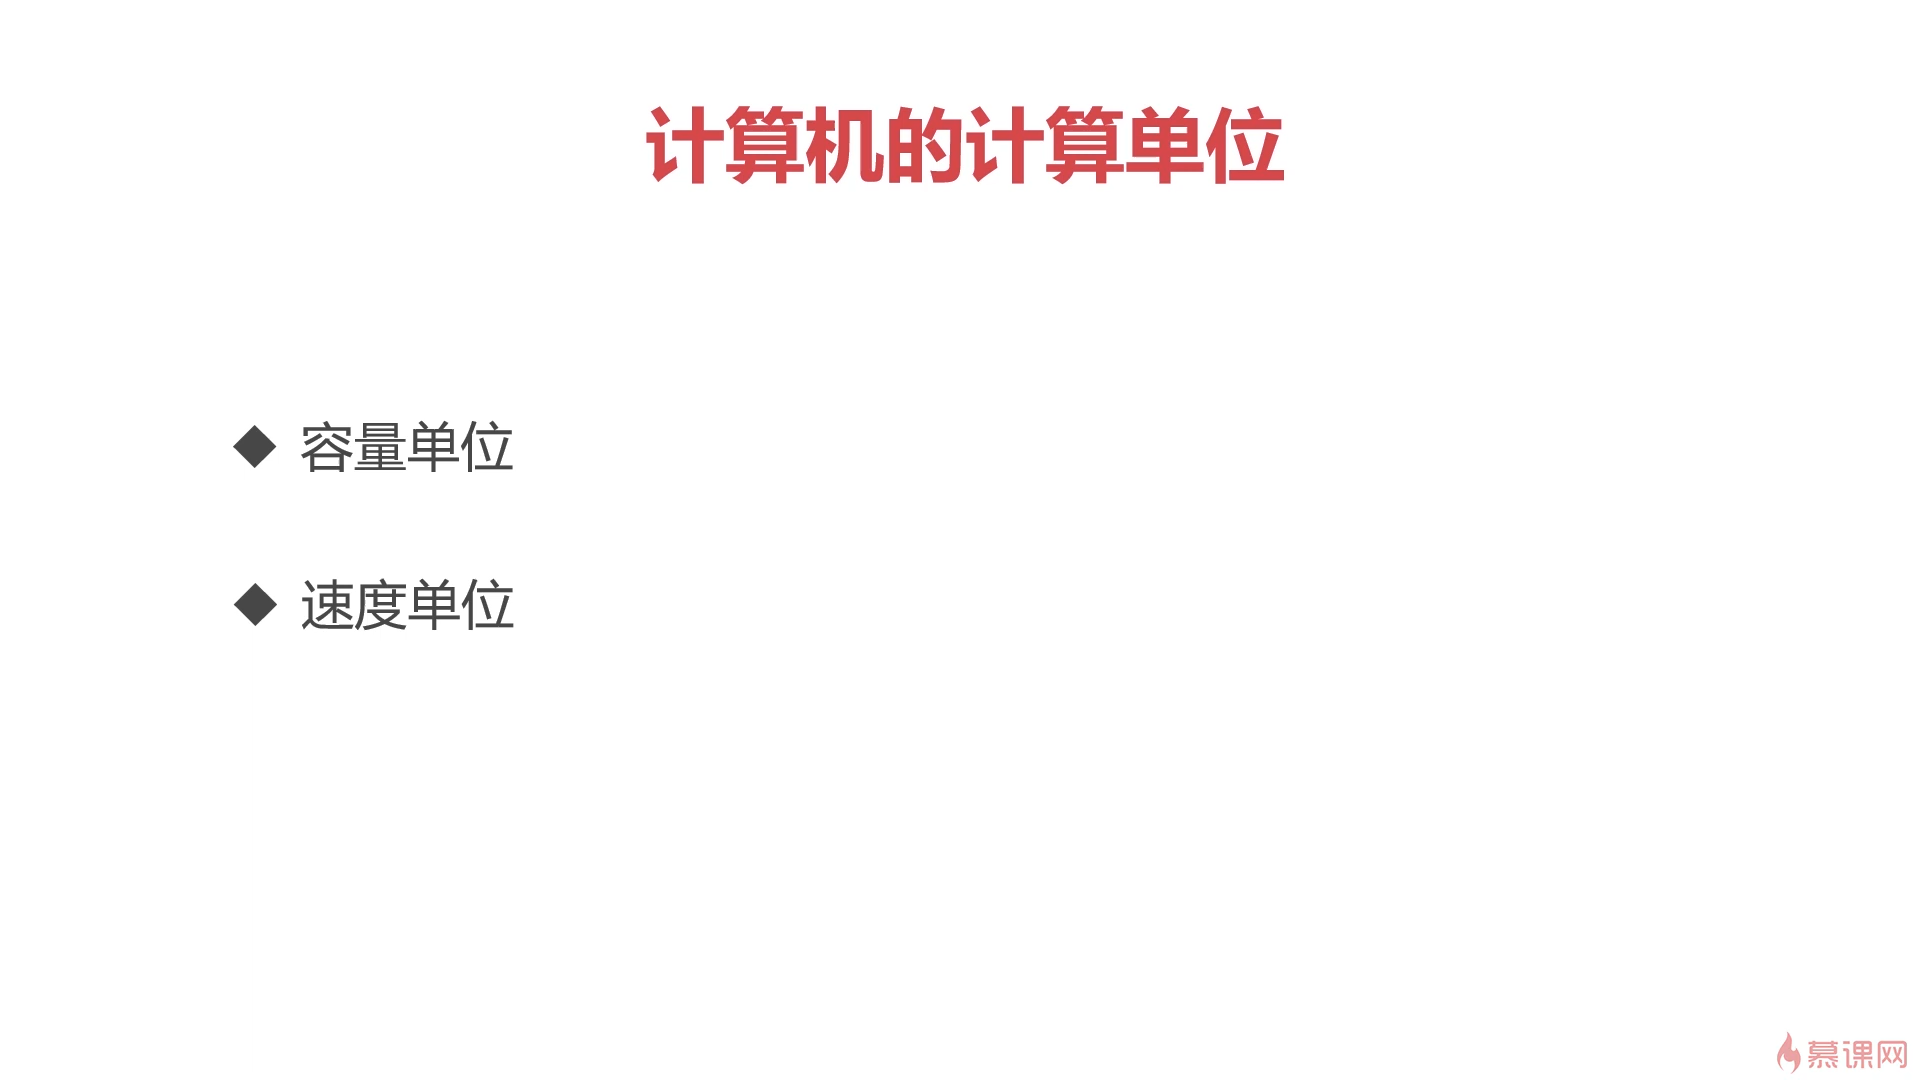 计算机的计算单位
◆ 容量单位
◆ 速度单位
慕课网